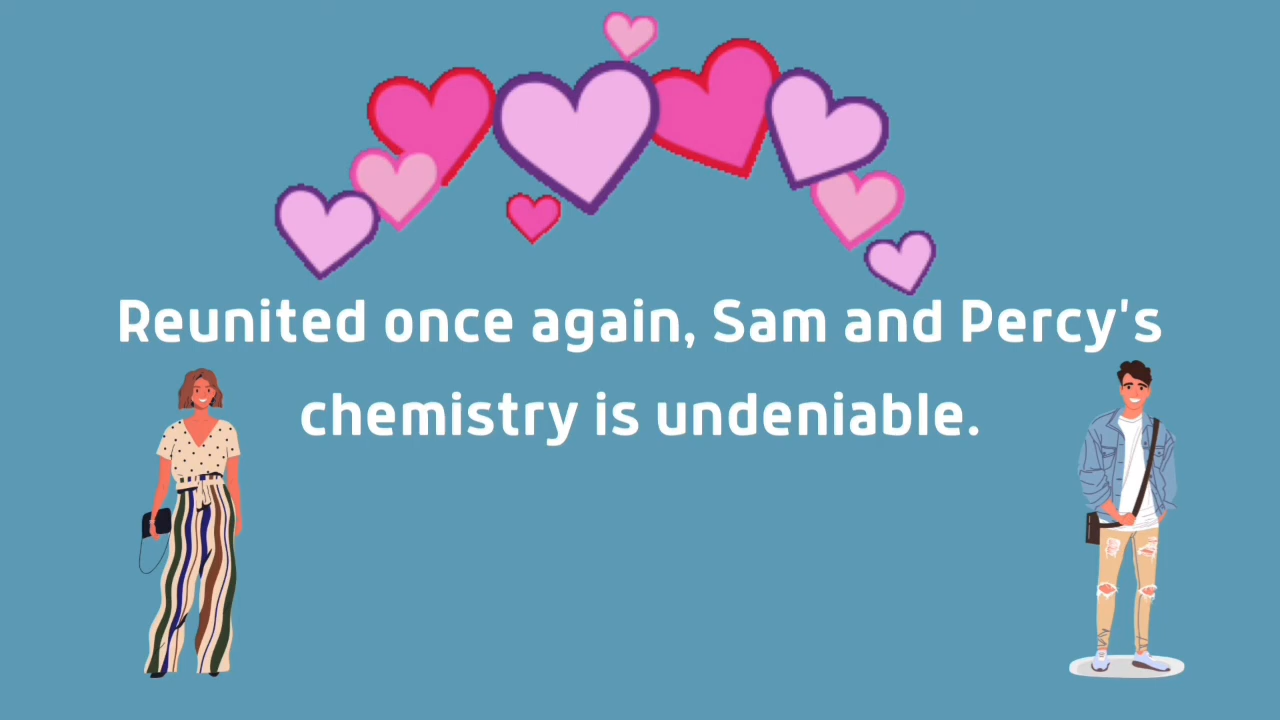 Reunited once again, Sam and Percy's
chemistry is undeniable.